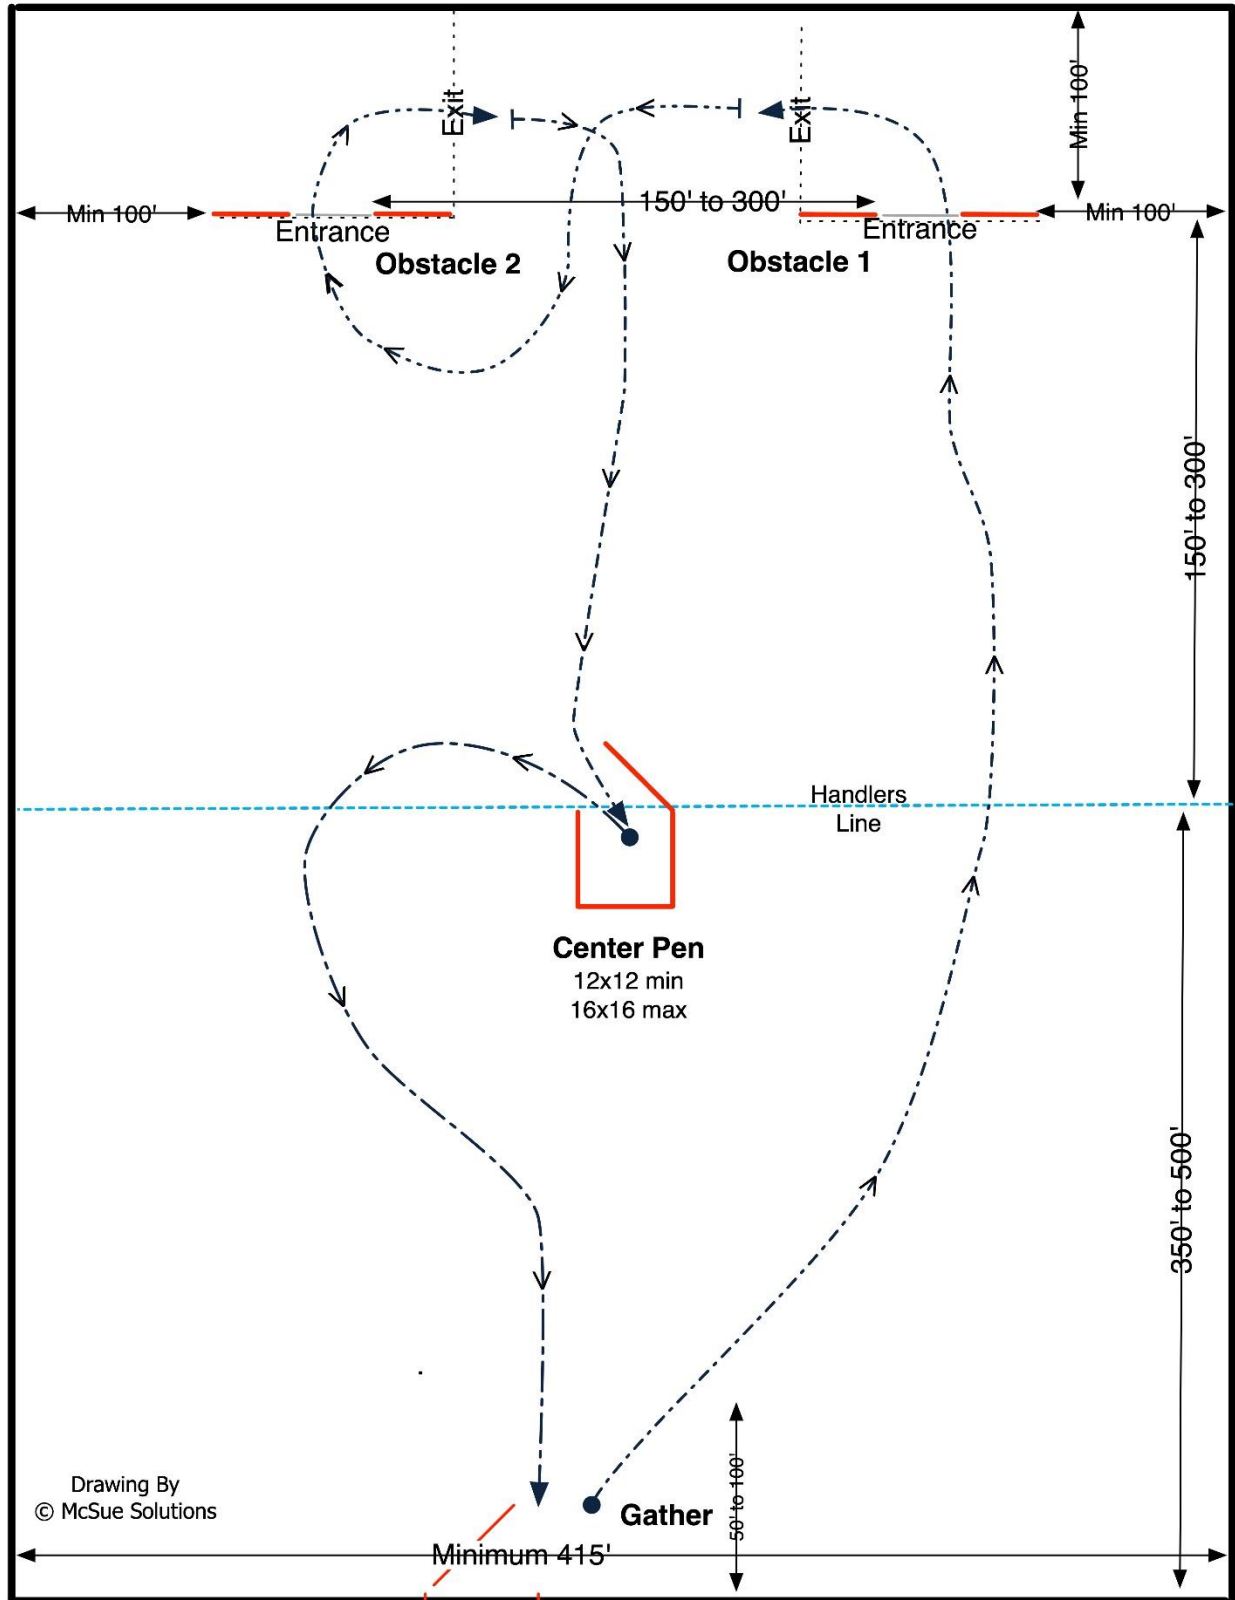 Exit
Exit
Min 100'
Min 100'
150' to 300'
Min 100'
Entrance
Entrance
Obstacle 2
Obstacle 1
150' to 300'
Handlers
Line
Center Pen
12x12 min
16x16 max
350' to 500'
Drawing By
© McSue Solutions
Gather
50' to 100'
Minimum 415'